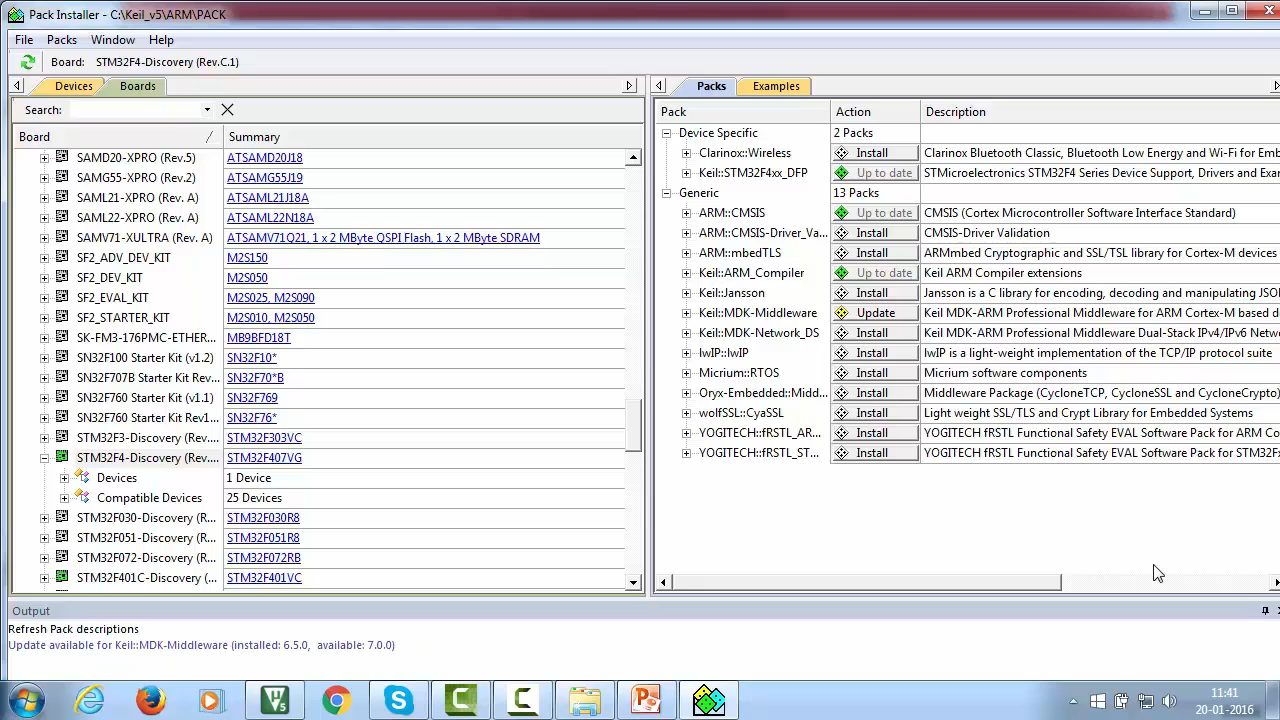 Pack Installer - C:\Keil_v5\ARM\PACK
File Packs Window Help
Board: STM32F4-Discovery (Rev.C.1)
Devices Boards
Search:
Board Summary
SAMD20-XPRO (Rev.5) ATSAMD20J18
SAMG55-XPRO (Rev.2) ATSAMG55J19
SAML21-XPRO (Rev. A) ATSAML21J18A
SAML22-XPRO (Rev. A) ATSAML22N18A
SAMV71-XULTRA (Rev. A) ATSAMV71Q21, 1 x 2 MByte QSPI Flash, 1 x 2 MByte SDRAM
SF2_ADV_DEV_KIT M2S150
SF2_DEV_KIT M2S050
SF2_EVAL_KIT M2S025, M2S090
SF2_STARTER_KIT M2S010, M2S050
SK-FM3-176PMC-ETHER... MB9BFD18T
SN32F100 Starter Kit (v1.2) SN32F10*
SN32F707B Starter Kit Rev... SN32F70*B
SN32F760 Starter Kit (v1.1) SN32F769
SN32F760 Starter Kit Rev1... SN32F76*
STM32F3-Discovery (Rev.... STM32F303VC
STM32F4-Discovery (Rev.... STM32F407VG
Devices 1 Device
Compatible Devices 25 Devices
STM32F030-Discovery (R... STM32F030R8
STM32F051-Discovery (R... STM32F051R8
STM32F072-Discovery (R... STM32F072RB
STM32F401C-Discovery (... STM32F401VC
Packs Examples
Pack Action Description
Device Specific 2 Packs
Clarinox::Wireless Install Clarinox Bluetooth Classic, Bluetooth Low Energy and Wi-Fi for Emb
Keil::STM32F4xx_DFP Up to date STMicroelectronics STM32F4 Series Device Support, Drivers and Exa
Generic 13 Packs
ARM::CMSIS Up to date CMSIS (Cortex Microcontroller Software Interface Standard)
ARM::CMSIS-Driver_Va... Install CMSIS-Driver Validation
ARM::mbedTLS Install ARMmbed Cryptographic and SSL/TSL library for Cortex-M devices
Keil::ARM_Compiler Up to date Keil ARM Compiler extensions
Keil::Jansson Install Jansson is a C library for encoding, decoding and manipulating JSO
Keil::MDK-Middleware Update Keil MDK-ARM Professional Middleware for ARM Cortex-M based d
Keil::MDK-Network_DS Install Keil MDK-ARM Professional Middleware Dual-Stack IPv4/IPv6 Netw
lwIP::lwIP Install lwIP is a light-weight implementation of the TCP/IP protocol suite
Micrium::RTOS Install Micrium software components
Oryx-Embedded::Midd... Install Middleware Package (CycloneTCP, CycloneSSL and CycloneCrypto)
wolfSSL::CyaSSL Install Light weight SSL/TLS and Crypt Library for Embedded Systems
YOGITECH::fRSTL_AR... Install YOGITECH fRSTL Functional Safety EVAL Software Pack for ARM Co
YOGITECH::fRSTL_ST... Install YOGITECH fRSTL Functional Safety EVAL Software Pack for STM32F
Output
Refresh Pack descriptions
Update available for Keil::MDK-Middleware (installed: 6.5.0, available: 7.0.0)
11:41
20-01-2016